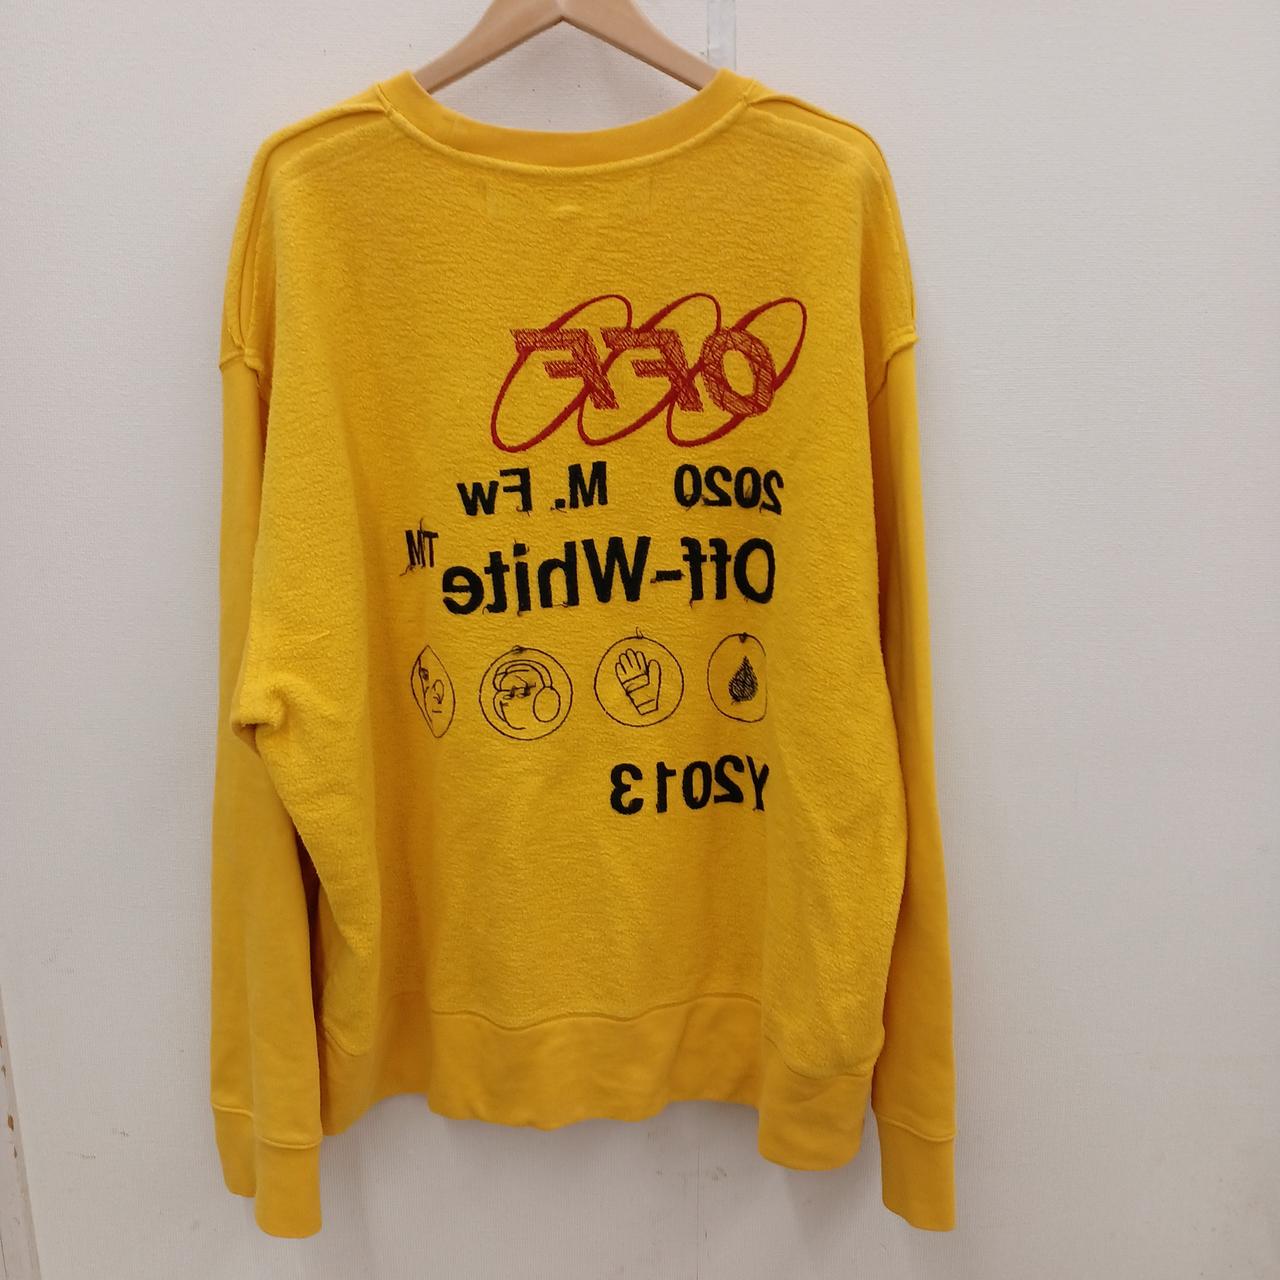 OFF
2020 M. Fw
Off-White™
Y2013